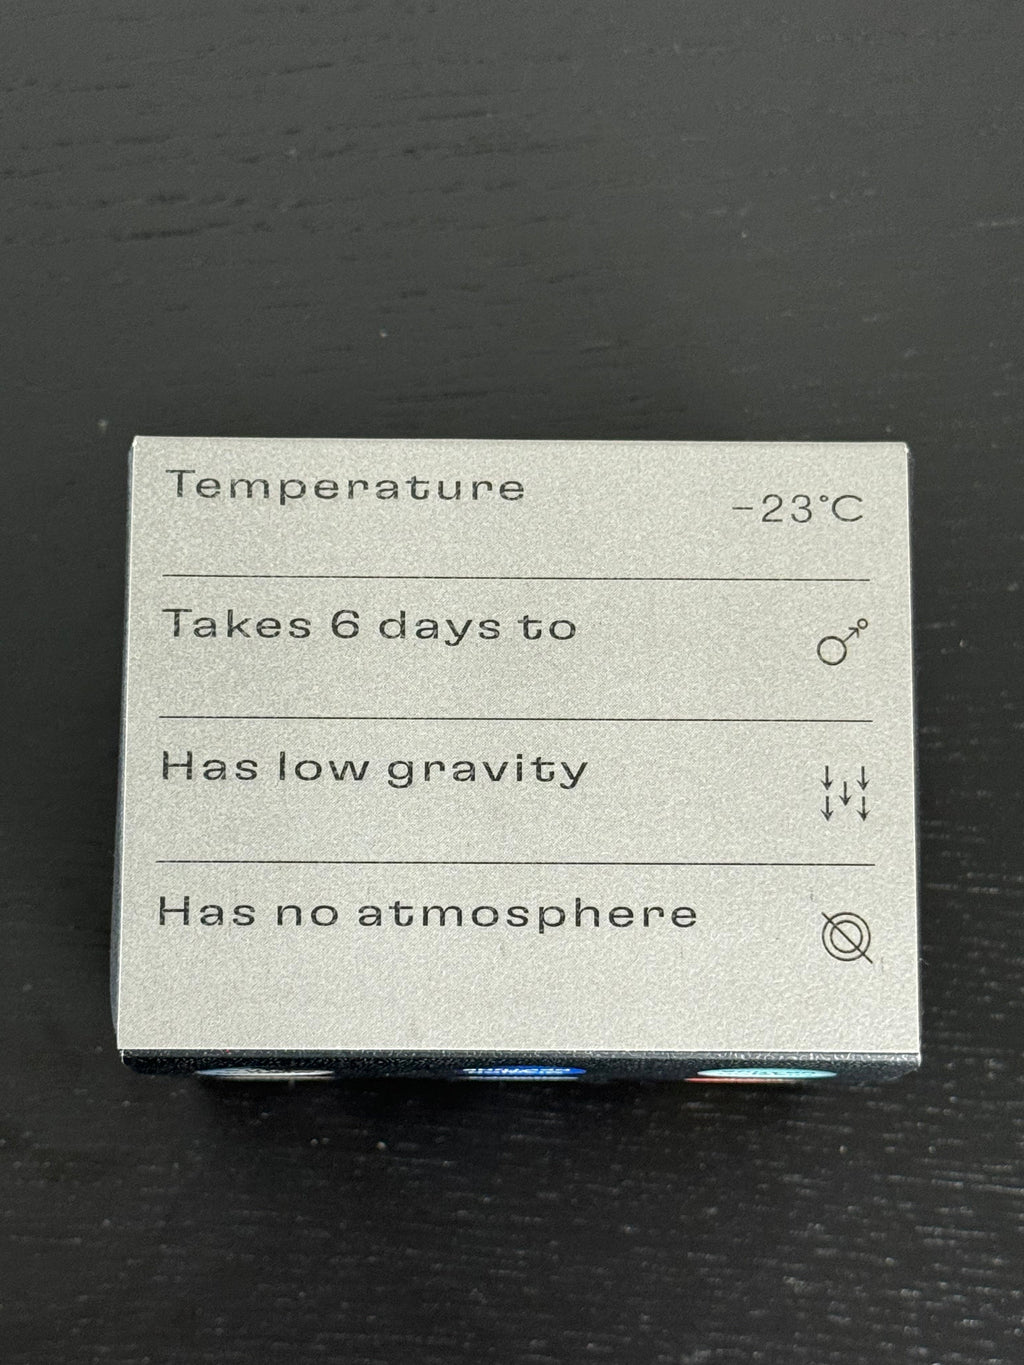 Temperature
-23°C
Takes 6 days to
Has low gravity
Has no atmosphere